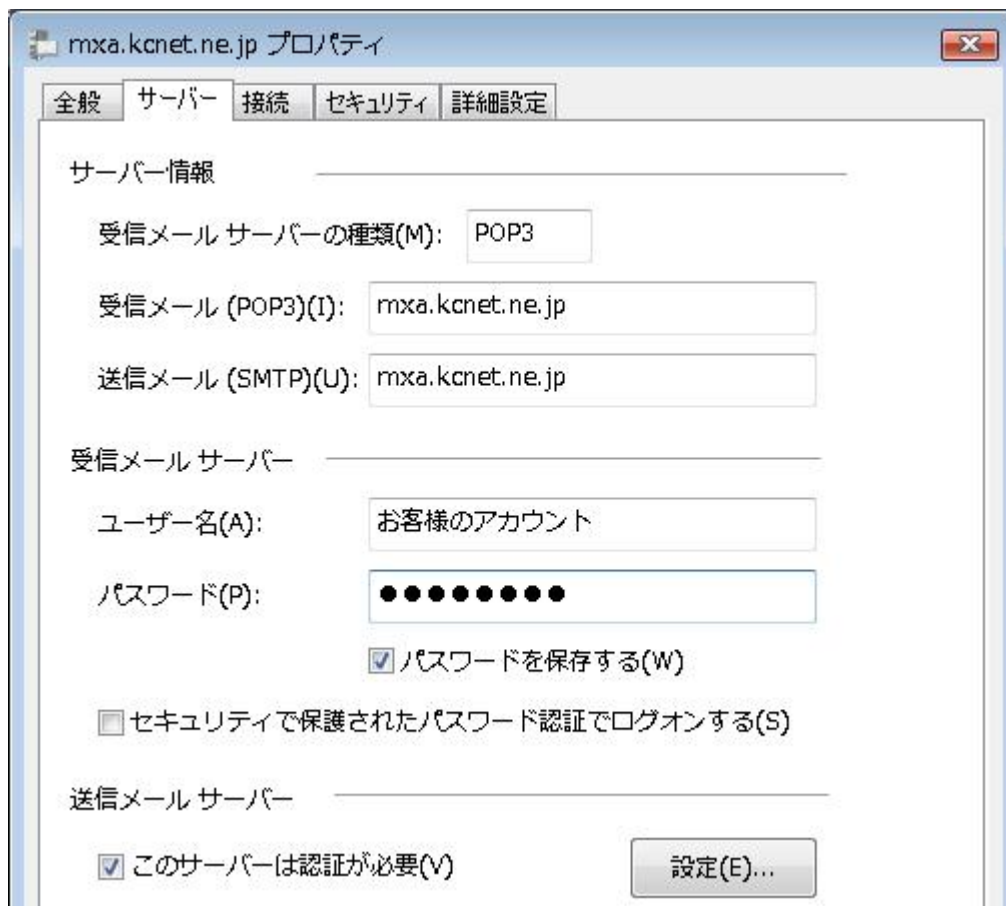 mxa.kcnet.ne.jp プロパティ
全般 サーバー 接続 セキュリティ 詳細設定
サーバー情報
受信メール サーバーの種類(M): POP3
受信メール (POP3)(I): mxa.kcnet.ne.jp
送信メール (SMTP)(U): mxa.kcnet.ne.jp
受信メール サーバー
ユーザー名(A): お客様のアカウント
パスワード(P): ●●●●●●●●
パスワードを保存する(W)
セキュリティで保護されたパスワード認証でログオンする(S)
送信メール サーバー
このサーバーは認証が必要(V) 設定(E)...